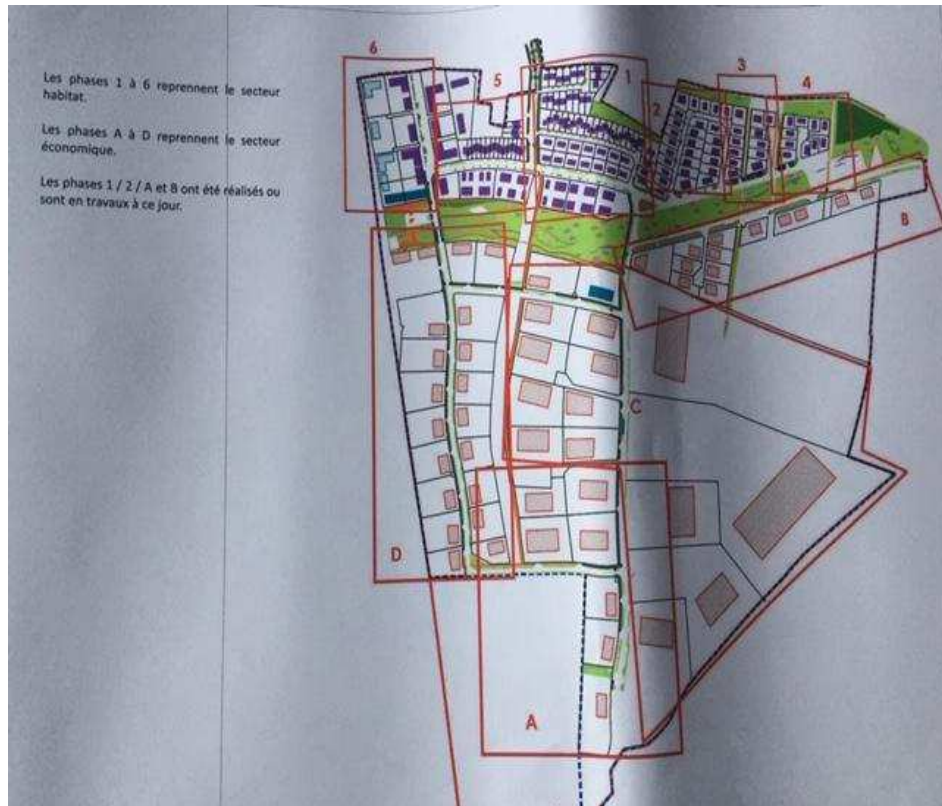 Les phases 1 à 6 reprennent le secteur
habitat.
Les phases A à D reprennent le secteur
économique.
Les phases 1 / 2 / A et B ont été réalisés ou
sont en travaux à ce jour.
6
5
1
2
3
4
B
C
D
A